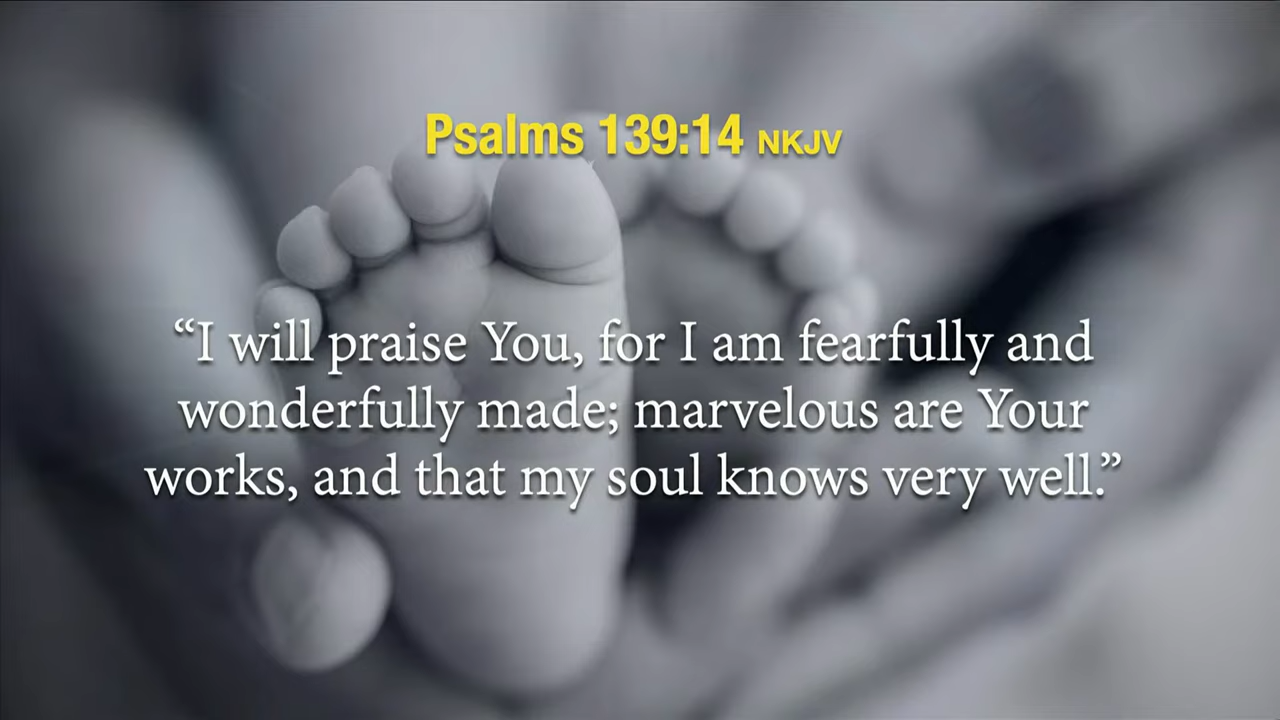 Psalms 139:14 NKJV
“I will praise You, for I am fearfully and
wonderfully made; marvelous are Your
works, and that my soul knows very well.”